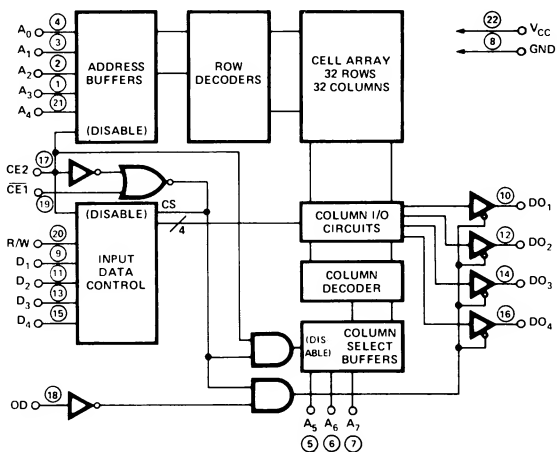 A0 4
A1 3
A2 2
A3 1
A4 21
ADDRESS
BUFFERS
(DISABLE)
ROW
DECODERS
CELL ARRAY
32 ROWS
32 COLUMNS
22 VCC
8 GND
CE2 17
C̅E̅1 19
CS
4
(DISABLE)
INPUT
DATA
CONTROL
R/W 20
D1 9
D2 11
D3 13
D4 15
COLUMN I/O
CIRCUITS
COLUMN
DECODER
(DIS
ABLE)
COLUMN
SELECT
BUFFERS
10 DO1
12 DO2
14 DO3
16 DO4
OD 18
A5 A6 A7
5 6 7